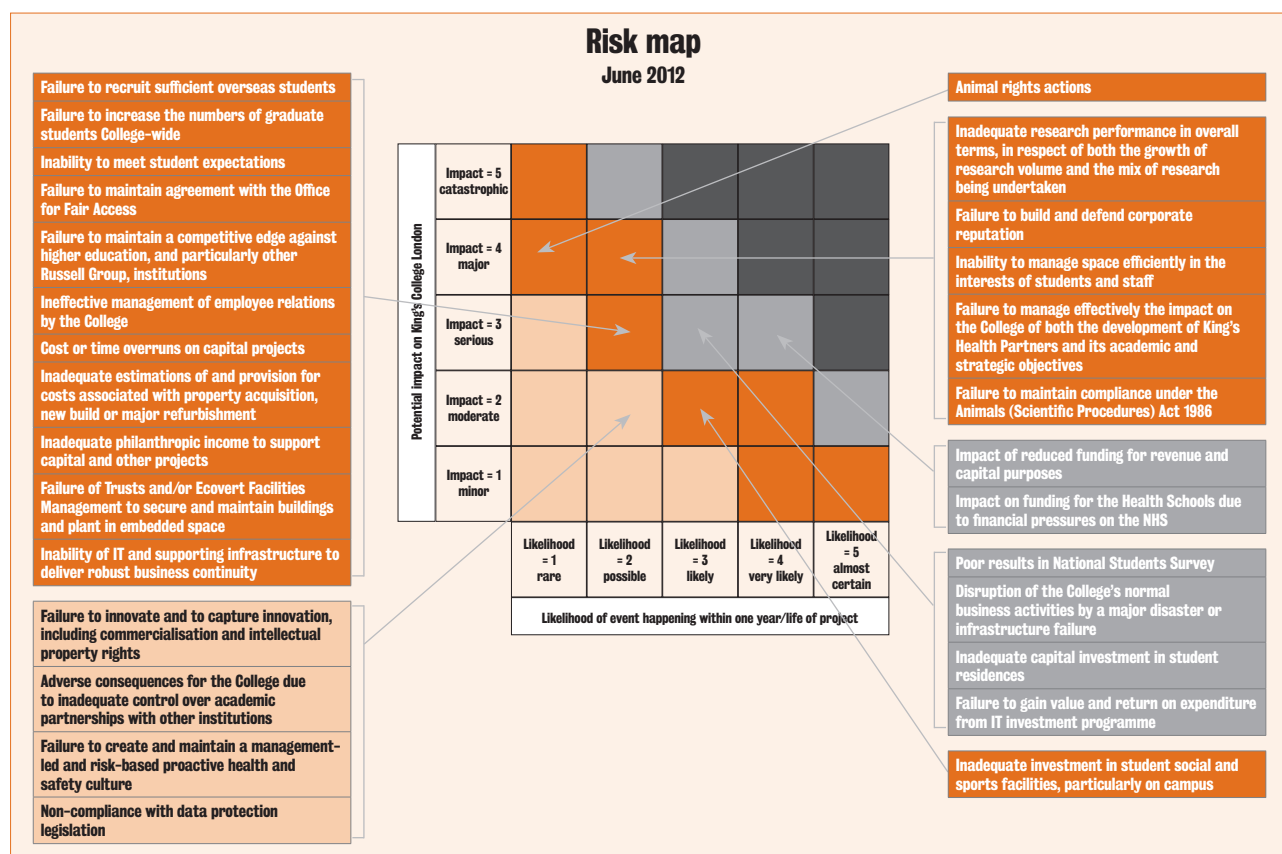 Risk map
June 2012
Failure to recruit sufficient overseas students
Failure to increase the numbers of graduate
students College-wide
Inability to meet student expectations
Failure to maintain agreement with the Office
for Fair Access
Failure to maintain a competitive edge against
higher education, and particularly other
Russell Group, institutions
Ineffective management of employee relations
by the College
Cost or time overruns on capital projects
Inadequate estimations of and provision for
costs associated with property acquisition,
new build or major refurbishment
Inadequate philanthropic income to support
capital and other projects
Failure of Trusts and/or Ecovert Facilities
Management to secure and maintain buildings
and plant in embedded space
Inability of IT and supporting infrastructure to
deliver robust business continuity
Failure to innovate and to capture innovation,
including commercialisation and intellectual
property rights
Adverse consequences for the College due
to inadequate control over academic
partnerships with other institutions
Failure to create and maintain a management-
led and risk-based proactive health and
safety culture
Non-compliance with data protection
legislation
Potential impact on King's College London
Impact = 5
catastrophic
Impact = 4
major
Impact = 3
serious
Impact = 2
moderate
Impact = 1
minor
Likelihood
= 1
rare
Likelihood
= 2
possible
Likelihood
= 3
likely
Likelihood
= 4
very likely
Likelihood
= 5
almost
certain
Likelihood of event happening within one year/life of project
Animal rights actions
Inadequate research performance in overall
terms, in respect of both the growth of
research volume and the mix of research
being undertaken
Failure to build and defend corporate
reputation
Inability to manage space efficiently in the
interests of students and staff
Failure to manage effectively the impact on
the College of both the development of King's
Health Partners and its academic and
strategic objectives
Failure to maintain compliance under the
Animals (Scientific Procedures) Act 1986
Impact of reduced funding for revenue and
capital purposes
Impact on funding for the Health Schools due
to financial pressures on the NHS
Poor results in National Students Survey
Disruption of the College's normal
business activities by a major disaster or
infrastructure failure
Inadequate capital investment in student
residences
Failure to gain value and return on expenditure
from IT investment programme
Inadequate investment in student social and
sports facilities, particularly on campus